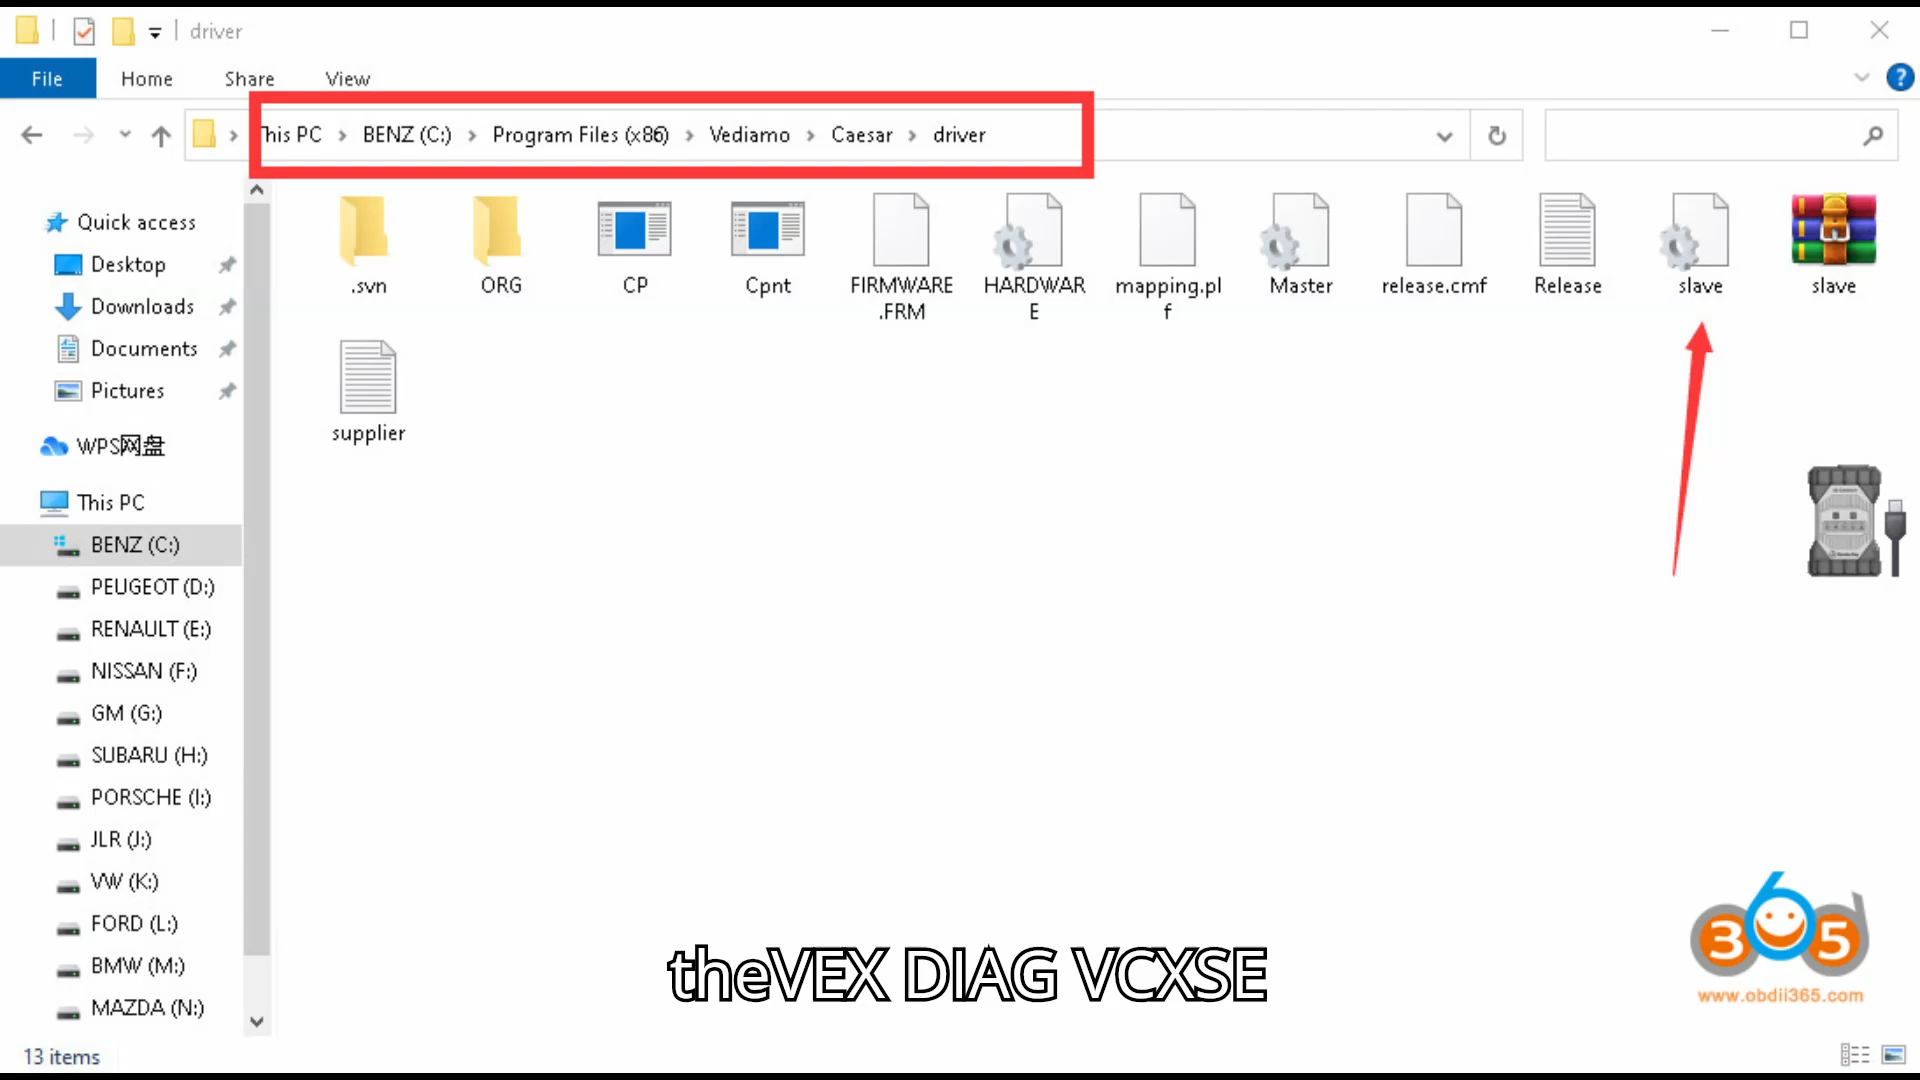 driver
File Home Share View
This PC > BENZ (C:) > Program Files (x86) > Vediamo > Caesar > driver
Quick access
Desktop
Downloads
Documents
Pictures
WPS网盘
This PC
BENZ (C:)
PEUGEOT (D:)
RENAULT (E:)
NISSAN (F:)
GM (G:)
SUBARU (H:)
PORSCHE (I:)
JLR (J:)
VW (K:)
FORD (L:)
BMW (M:)
MAZDA (N:)
.svn
ORG
CP
Cpnt
FIRMWARE
.FRM
HARDWAR
E
mapping.pl
f
Master
release.cmf
Release
slave
slave
supplier
theVEX DIAG VCXSE
365
www.obdii365.com
13 items